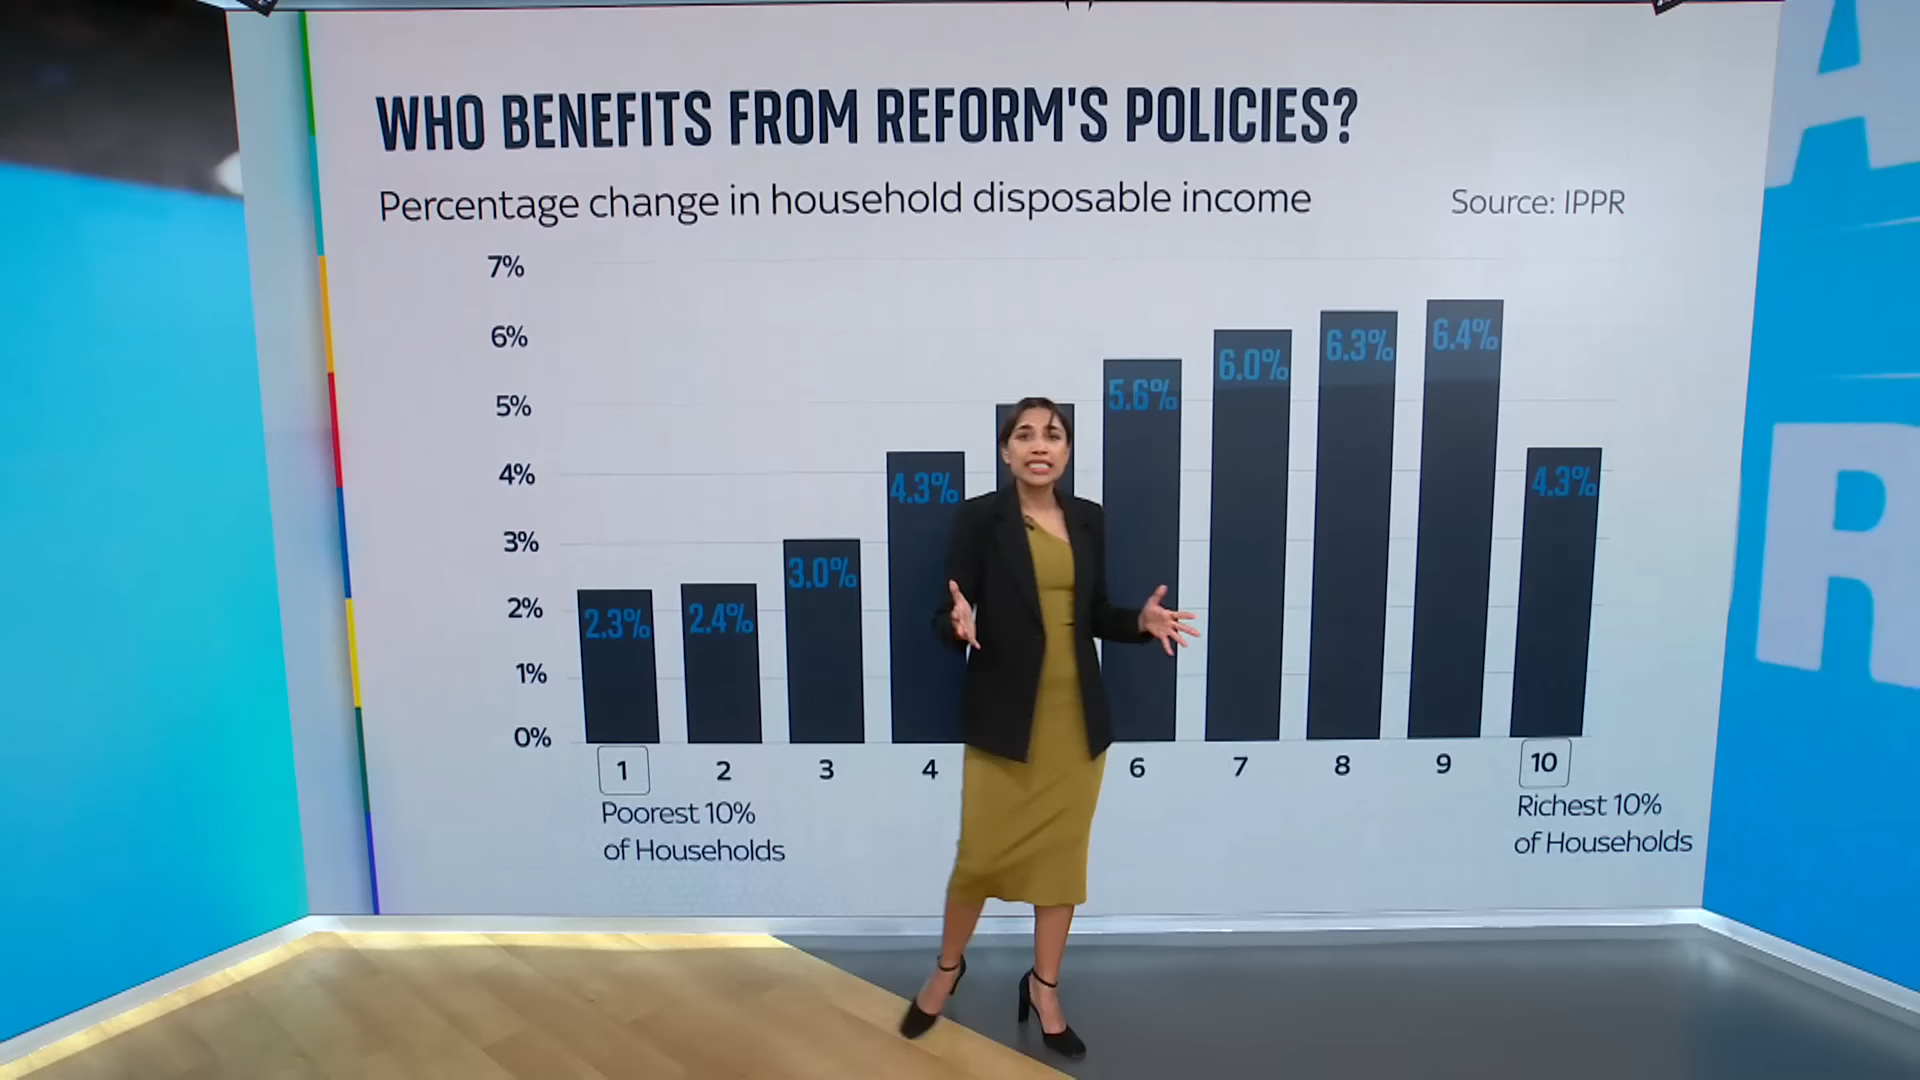 WHO BENEFITS FROM REFORM'S POLICIES?
Percentage change in household disposable income
Source: IPPR
7%
6%
5%
4%
3%
2%
1%
0%
2.3%
2.4%
3.0%
4.3%
5.6%
6.0%
6.3%
6.4%
4.3%
1
2
3
4
6
7
8
9
10
Poorest 10%
of Households
Richest 10%
of Households
A
R